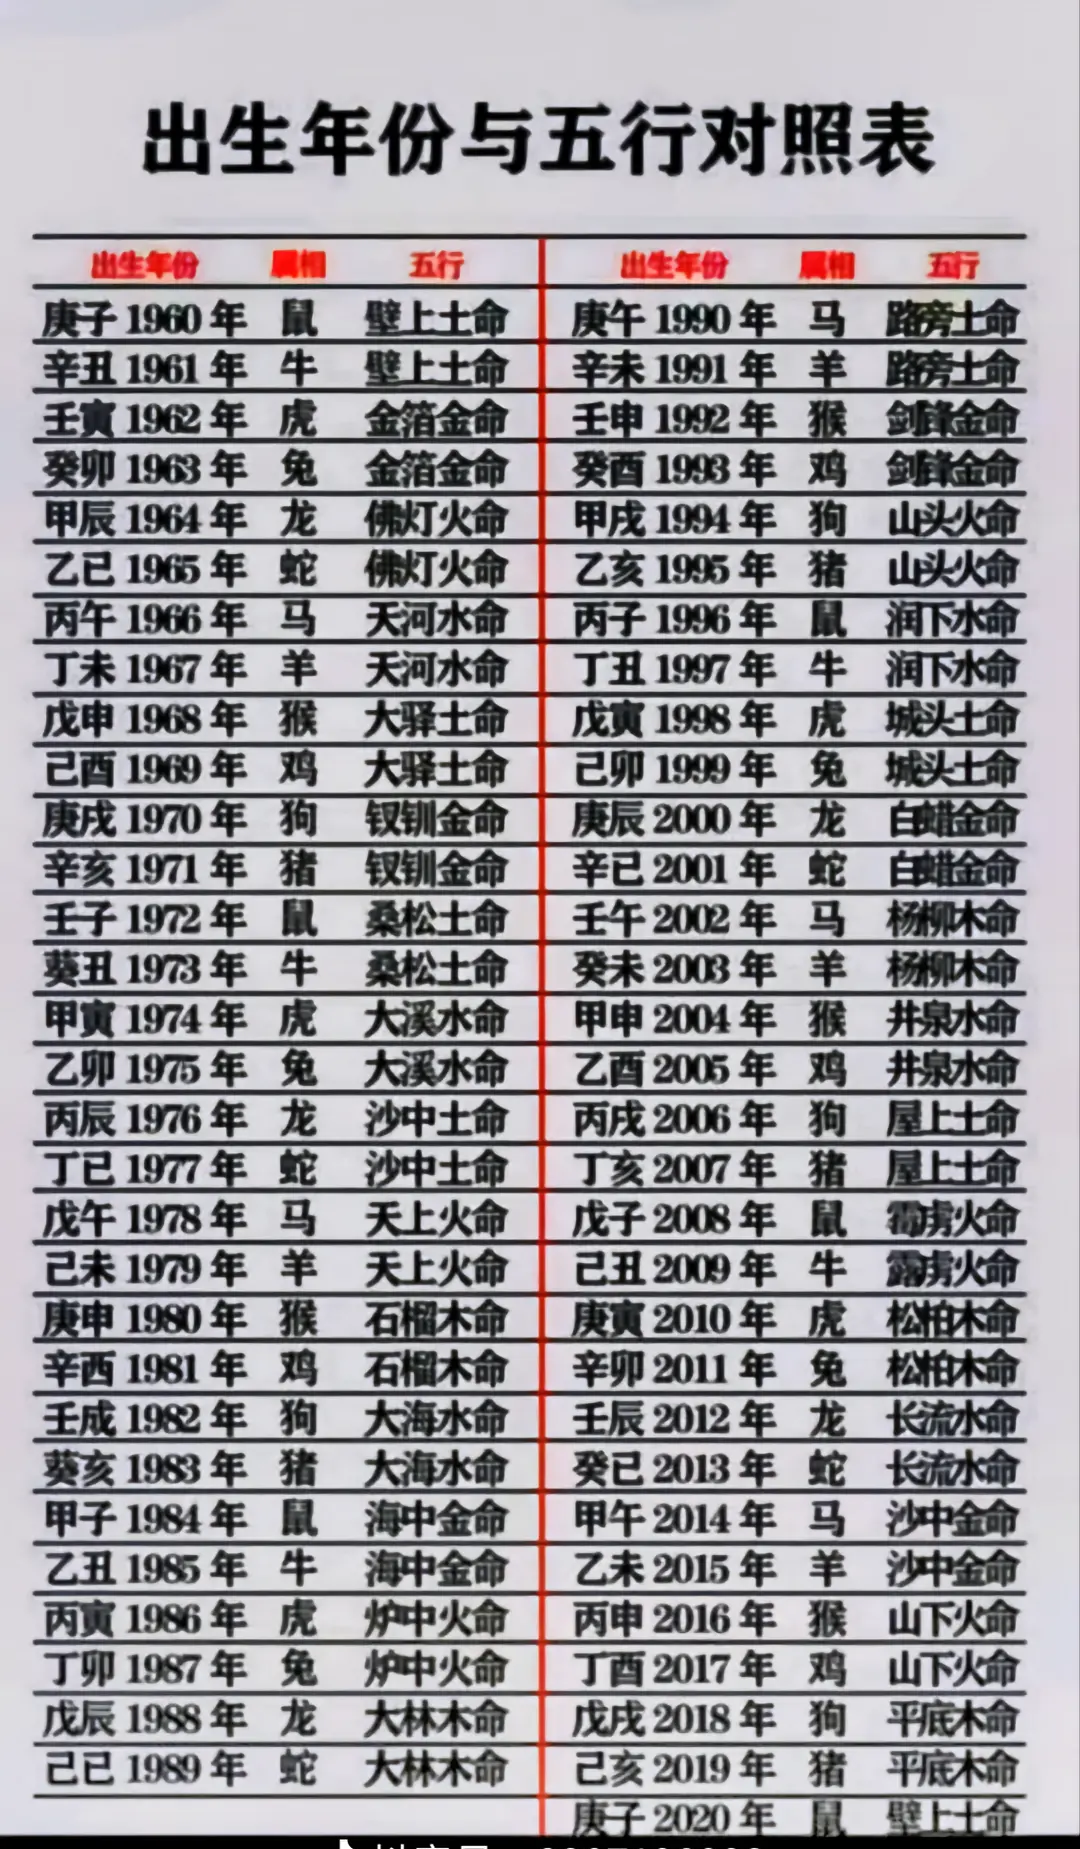 出生年份与五行对照表
出生年份 属相 五行 出生年份 属相 五行
庚子 1960 年 鼠 壁上土命 庚午 1990 年 马 路旁土命
辛丑 1961 年 牛 壁上土命 辛未 1991 年 羊 路旁土命
壬寅 1962 年 虎 金箔金命 壬申 1992 年 猴 剑锋金命
癸卯 1963 年 兔 金箔金命 癸酉 1993 年 鸡 剑锋金命
甲辰 1964 年 龙 佛灯火命 甲戌 1994 年 狗 山头火命
乙已 1965 年 蛇 佛灯火命 乙亥 1995 年 猪 山头火命
丙午 1966 年 马 天河水命 丙子 1996 年 鼠 润下水命
丁未 1967 年 羊 天河水命 丁丑 1997 年 牛 润下水命
戊申 1968 年 猴 大驿土命 戊寅 1998 年 虎 城头土命
己酉 1969 年 鸡 大驿土命 己卯 1999 年 兔 城头土命
庚戌 1970 年 狗 钗钏金命 庚辰 2000 年 龙 白蜡金命
辛亥 1971 年 猪 钗钏金命 辛已 2001 年 蛇 白蜡金命
壬子 1972 年 鼠 桑松土命 壬午 2002 年 马 杨柳木命
葵丑 1973 年 牛 桑松土命 癸未 2003 年 羊 杨柳木命
甲寅 1974 年 虎 大溪水命 甲申 2004 年 猴 井泉水命
乙卯 1975 年 兔 大溪水命 乙酉 2005 年 鸡 井泉水命
丙辰 1976 年 龙 沙中土命 丙戌 2006 年 狗 屋上土命
丁已 1977 年 蛇 沙中土命 丁亥 2007 年 猪 屋上土命
戊午 1978 年 马 天上火命 戊子 2008 年 鼠 火命
己未 1979 年 羊 天上火命 己丑 2009 年 牛 火命
庚申 1980 年 猴 石榴木命 庚寅 2010 年 虎 松柏木命
辛西 1981 年 鸡 石榴木命 辛卯 2011 年 兔 松柏木命
壬成 1982 年 狗 大海水命 壬辰 2012 年 龙 长流水命
葵亥 1983 年 猪 大海水命 癸已 2013 年 蛇 长流水命
甲子 1984 年 鼠 海中金命 甲午 2014 年 马 沙中金命
乙丑 1985 年 牛 海中金命 乙未 2015 年 羊 沙中金命
丙寅 1986 年 虎 炉中火命 丙申 2016 年 猴 山下火命
丁卯 1987 年 兔 炉中火命 丁酉 2017 年 鸡 山下火命
戊辰 1988 年 龙 大林木命 戊戌 2018 年 狗 平底木命
己已 1989 年 蛇 大林木命 己亥 2019 年 猪 平底木命
庚子 2020 年 鼠 壁上土命